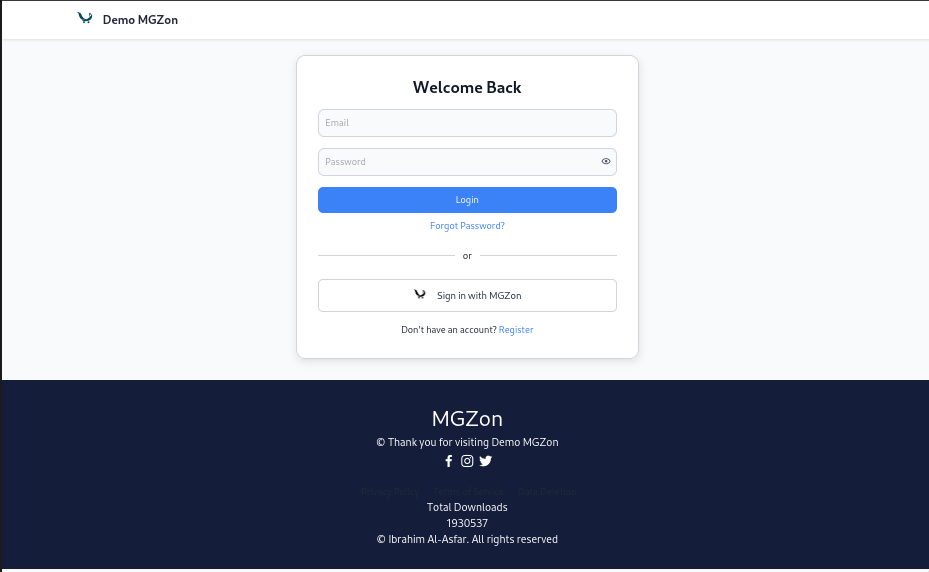 Demo MGZon
Welcome Back
Email
Password
Login
Forgot Password?
or
Sign in with MGZon
Don't have an account? Register
MGZon
© Thank you for visiting Demo MGZon
Privacy Policy Terms of Service Data Deletion
Total Downloads
1930537
© Ibrahim Al-Asfar. All rights reserved